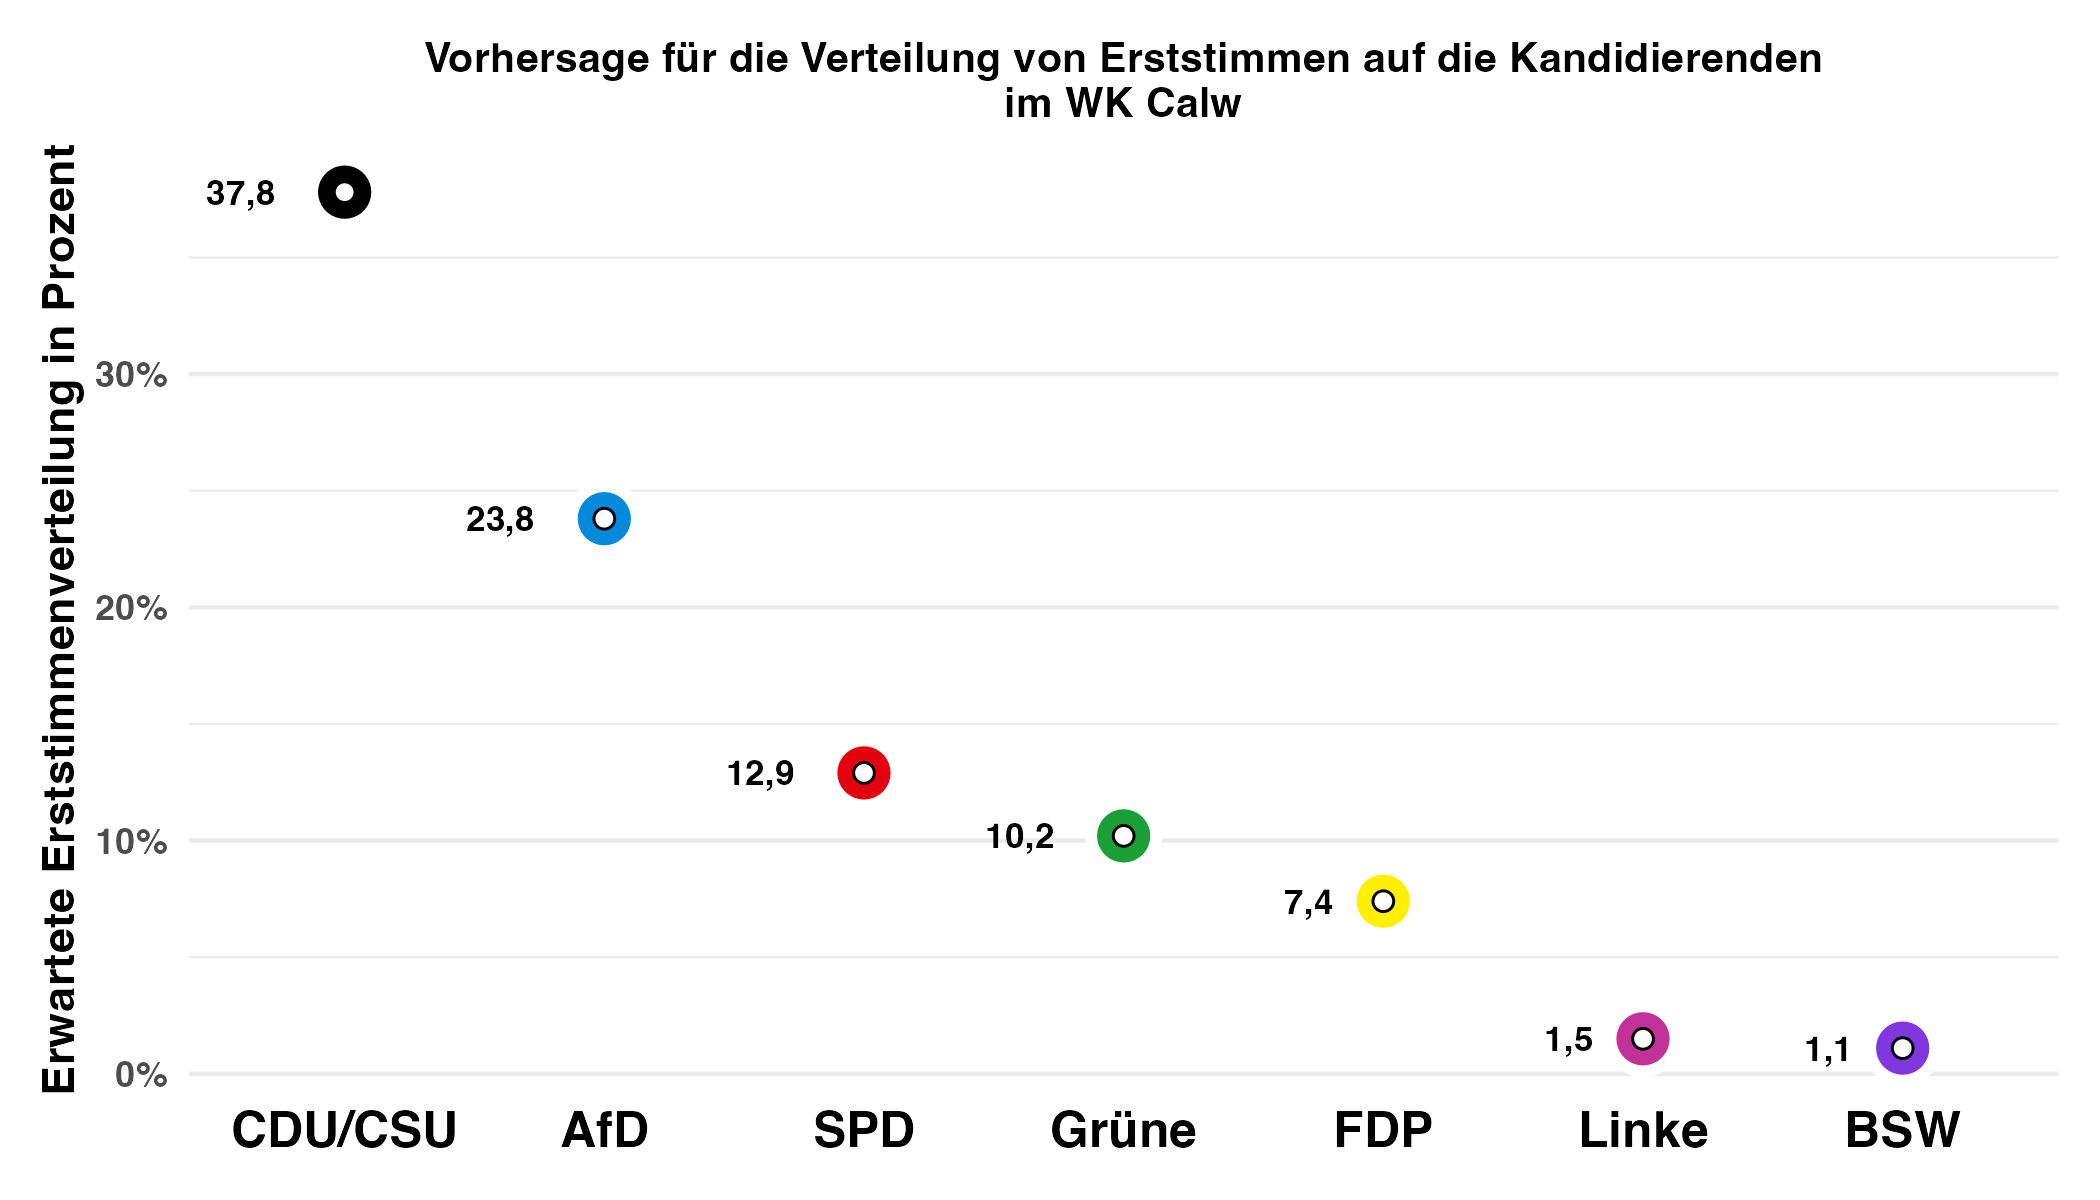 Vorhersage für die Verteilung von Erststimmen auf die Kandidierenden
im WK Calw
Erwartete Erststimmenverteilung in Prozent
37,8
30%
23,8
20%
12,9
10,2
10%
7,4
1,5
1,1
0%
CDU/CSU
AfD
SPD
Grüne
FDP
Linke
BSW